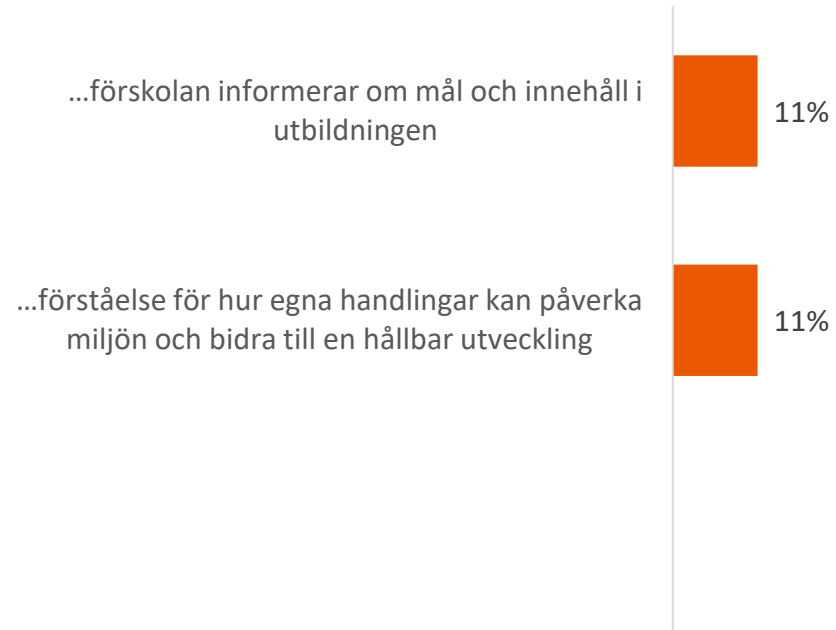 …förskolan informerar om mål och innehåll i
utbildningen
11%
…förståelse för hur egna handlingar kan påverka
miljön och bidra till en hållbar utveckling
11%